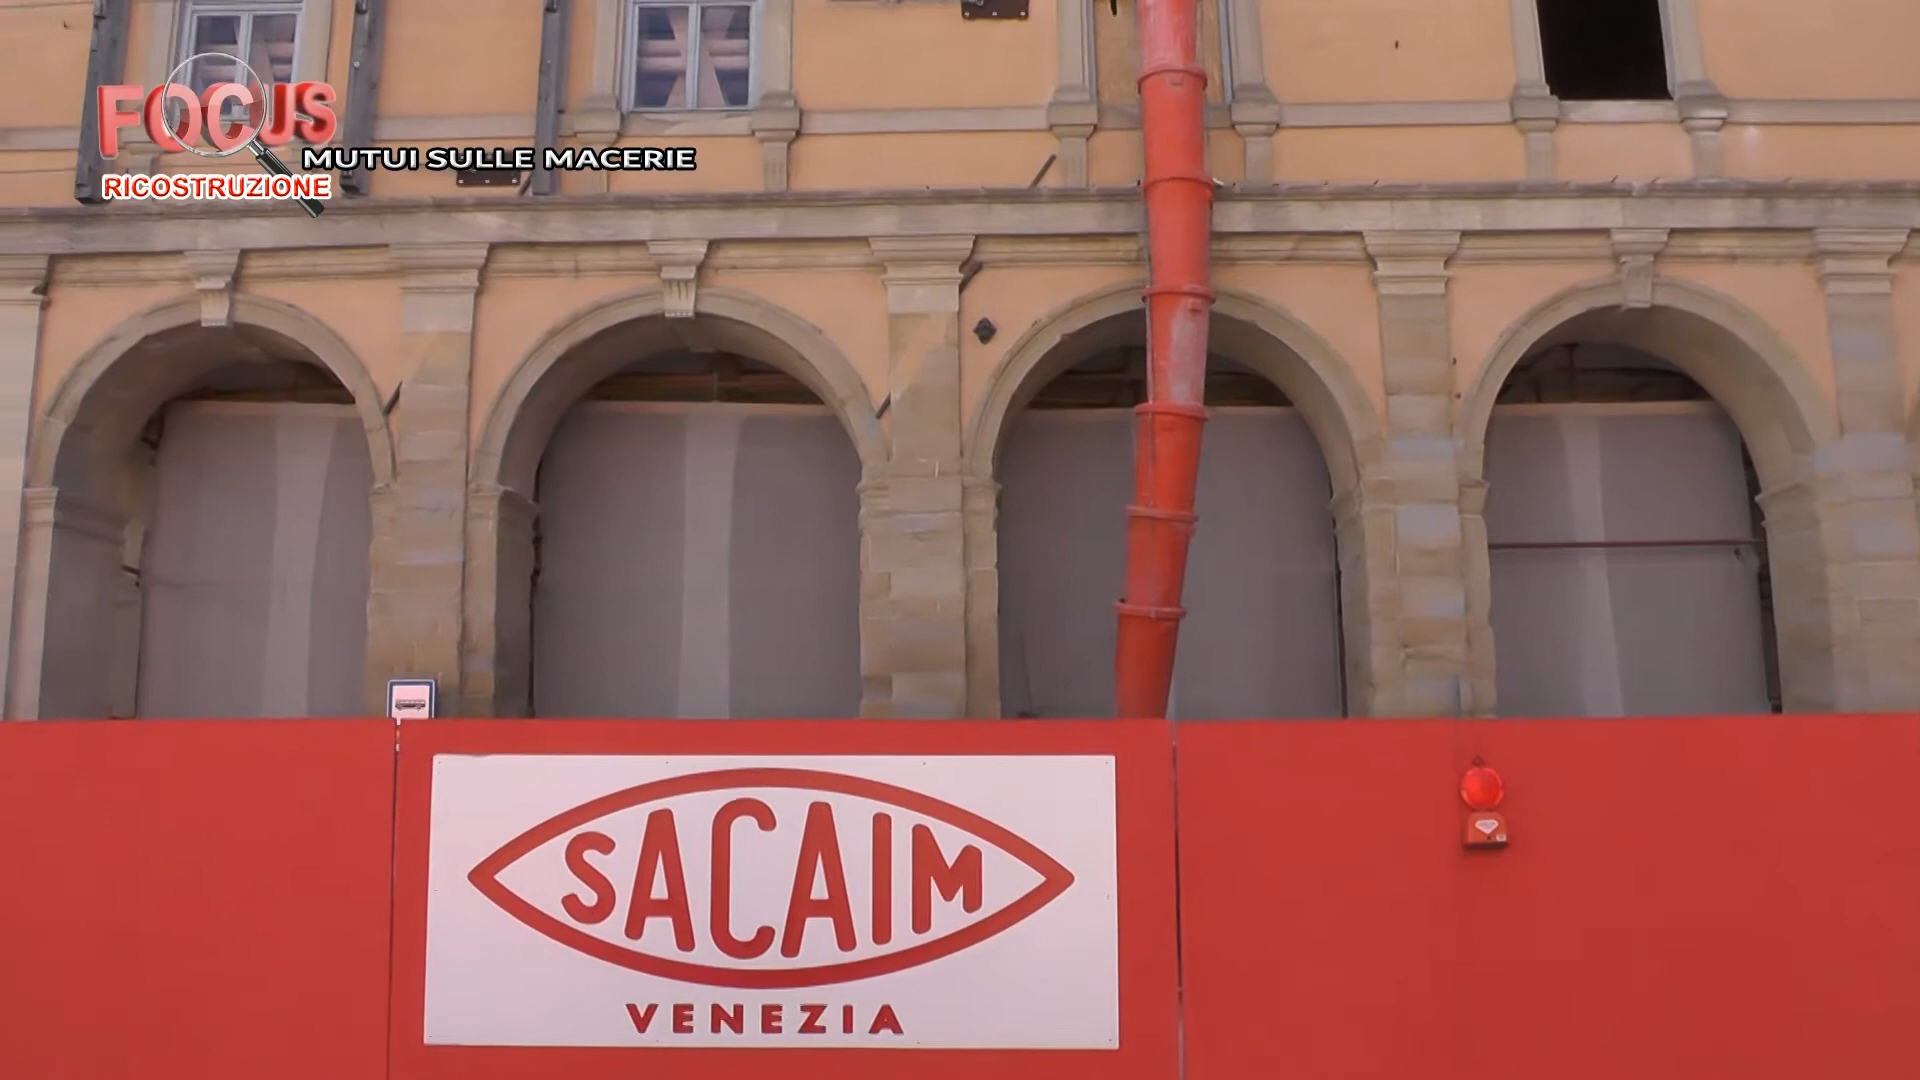 FOCUS
MUTUI SULLE MACERIE
RICOSTRUZIONE
SACAIM
VENEZIA